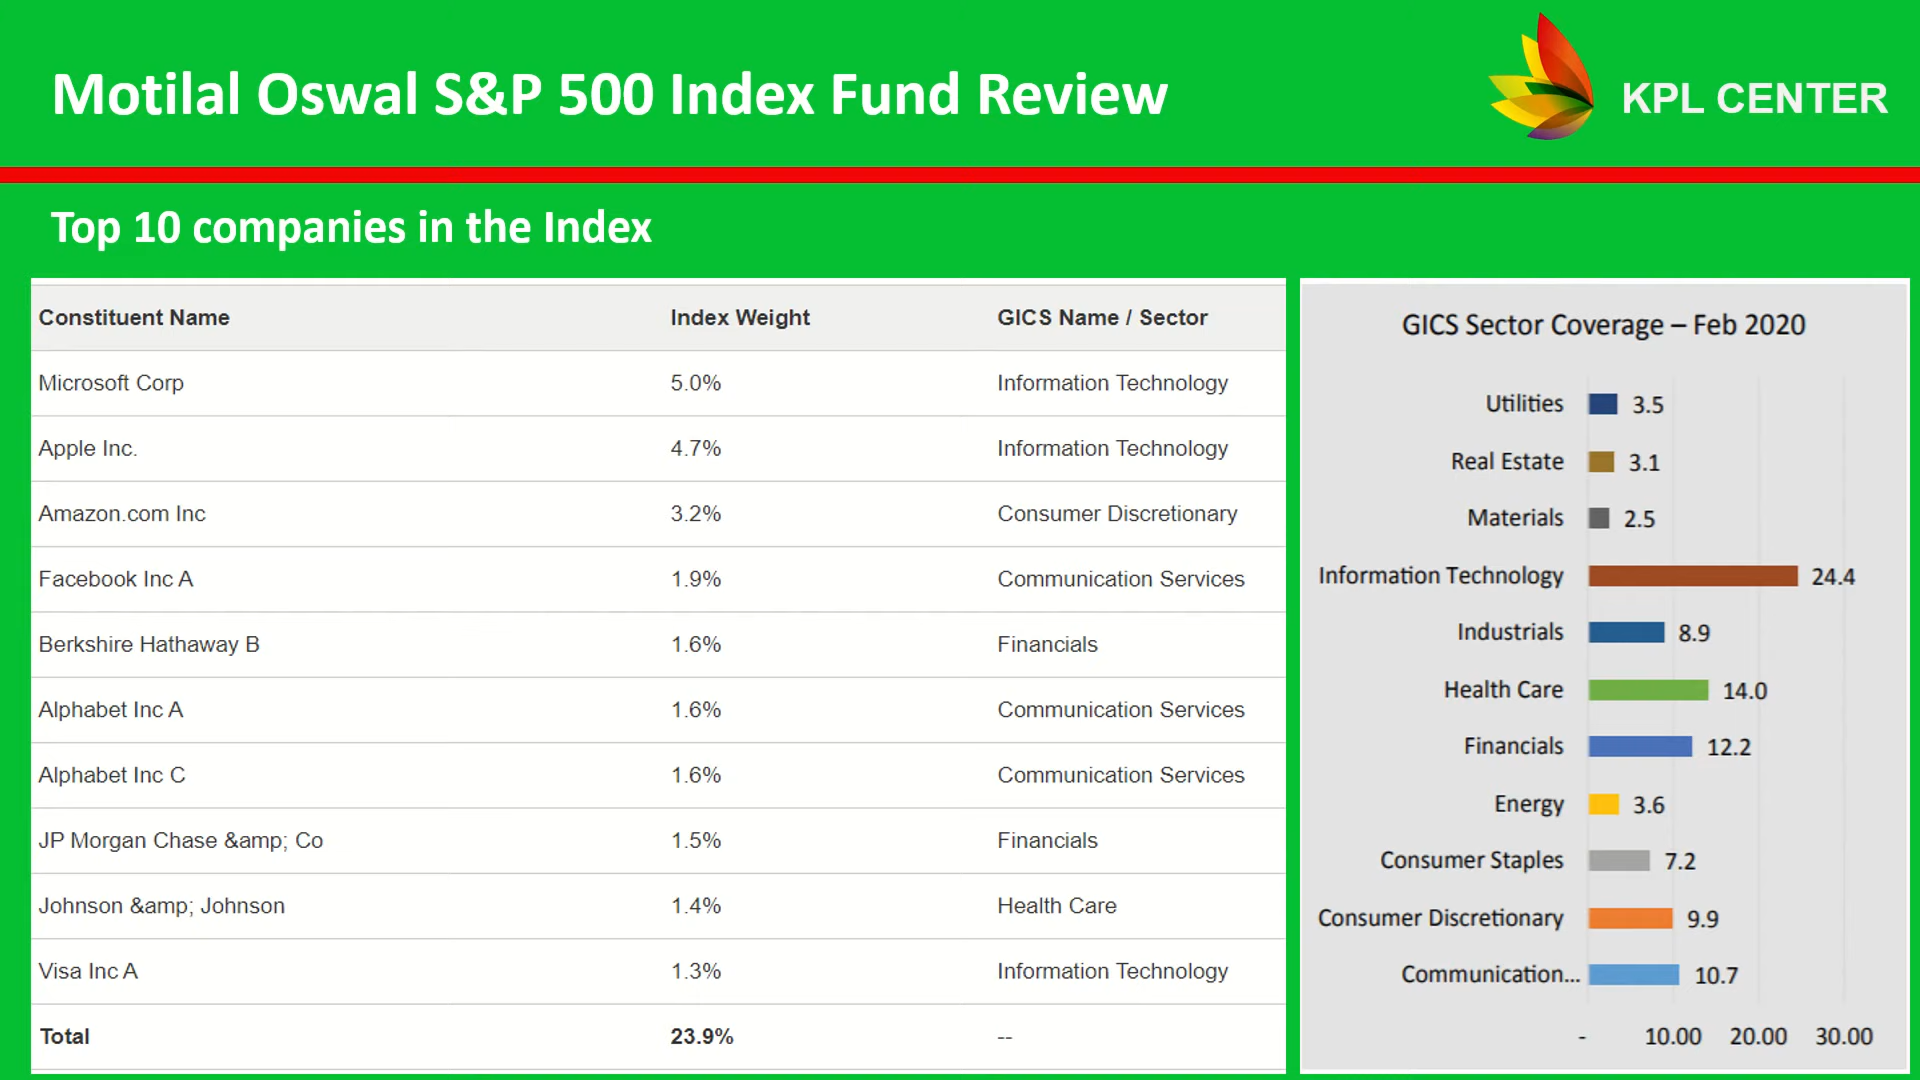 Motilal Oswal S&P 500 Index Fund Review
KPL CENTER
Top 10 companies in the Index
Constituent Name Index Weight GICS Name / Sector
Microsoft Corp 5.0% Information Technology
Apple Inc. 4.7% Information Technology
Amazon.com Inc 3.2% Consumer Discretionary
Facebook Inc A 1.9% Communication Services
Berkshire Hathaway B 1.6% Financials
Alphabet Inc A 1.6% Communication Services
Alphabet Inc C 1.6% Communication Services
JP Morgan Chase &amp; Co 1.5% Financials
Johnson &amp; Johnson 1.4% Health Care
Visa Inc A 1.3% Information Technology
Total 23.9% --
GICS Sector Coverage – Feb 2020
Utilities 3.5
Real Estate 3.1
Materials 2.5
Information Technology 24.4
Industrials 8.9
Health Care 14.0
Financials 12.2
Energy 3.6
Consumer Staples 7.2
Consumer Discretionary 9.9
Communication... 10.7
- 10.00 20.00 30.00